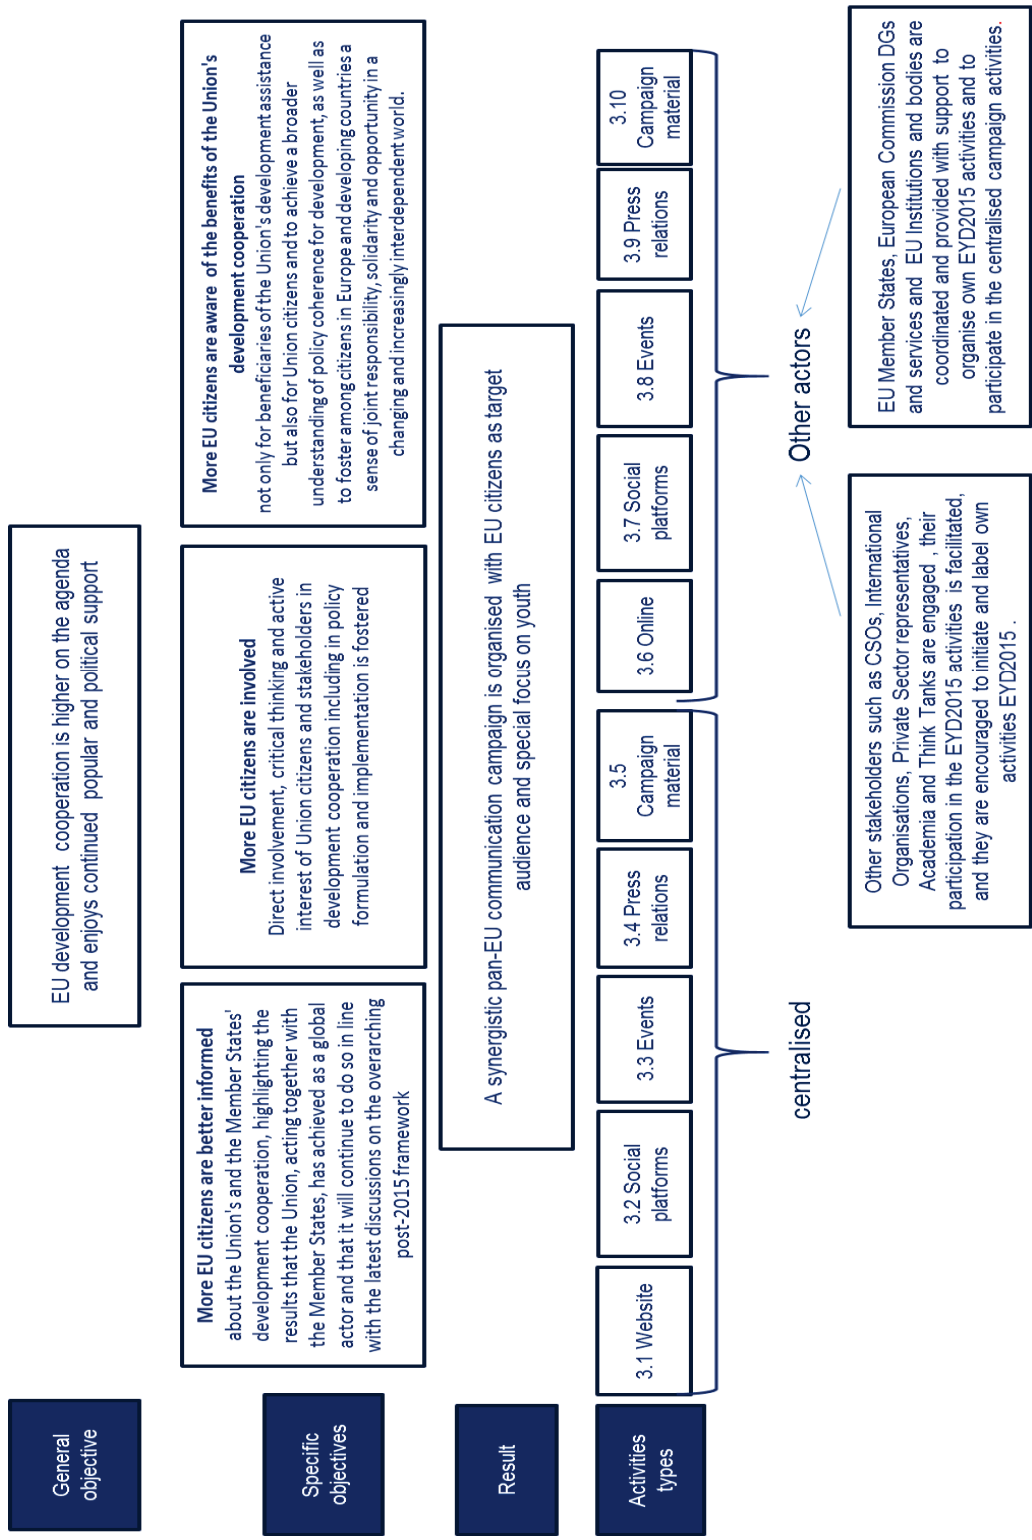 General
objective
EU development cooperation is higher on the agenda
and enjoys continued popular and political support
Specific
objectives
More EU citizens are better informed
about the Union's and the Member States'
development cooperation, highlighting the
results that the Union, acting together with
the Member States, has achieved as a global
actor and that it will continue to do so in line
with the latest discussions on the overarching
post-2015 framework
More EU citizens are involved
Direct involvement, critical thinking and active
interest of Union citizens and stakeholders in
development cooperation including in policy
formulation and implementation is fostered
More EU citizens are aware of the benefits of the Union's
development cooperation
not only for beneficiaries of the Union's development assistance
but also for Union citizens and to achieve a broader
understanding of policy coherence for development, as well as
to foster among citizens in Europe and developing countries a
sense of joint responsibility, solidarity and opportunity in a
changing and increasingly interdependent world.
Result
A synergistic pan-EU communication campaign is organised with EU citizens as target
audience and special focus on youth
Activities
types
3.1 Website
3.2 Social
platforms
3.3 Events
3.4 Press
relations
3.5
Campaign
material
3.6 Online
3.7 Social
platforms
3.8 Events
3.9 Press
relations
3.10
Campaign
material
centralised
Other actors
Other stakeholders such as CSOs, International
Organisations, Private Sector representatives,
Academia and Think Tanks are engaged , their
participation in the EYD2015 activities is facilitated,
and they are encouraged to initiate and label own
activities EYD2015 .
EU Member States, European Commission DGs
and services and EU Institutions and bodies are
coordinated and provided with support to
organise own EYD2015 activities and to
participate in the centralised campaign activities.